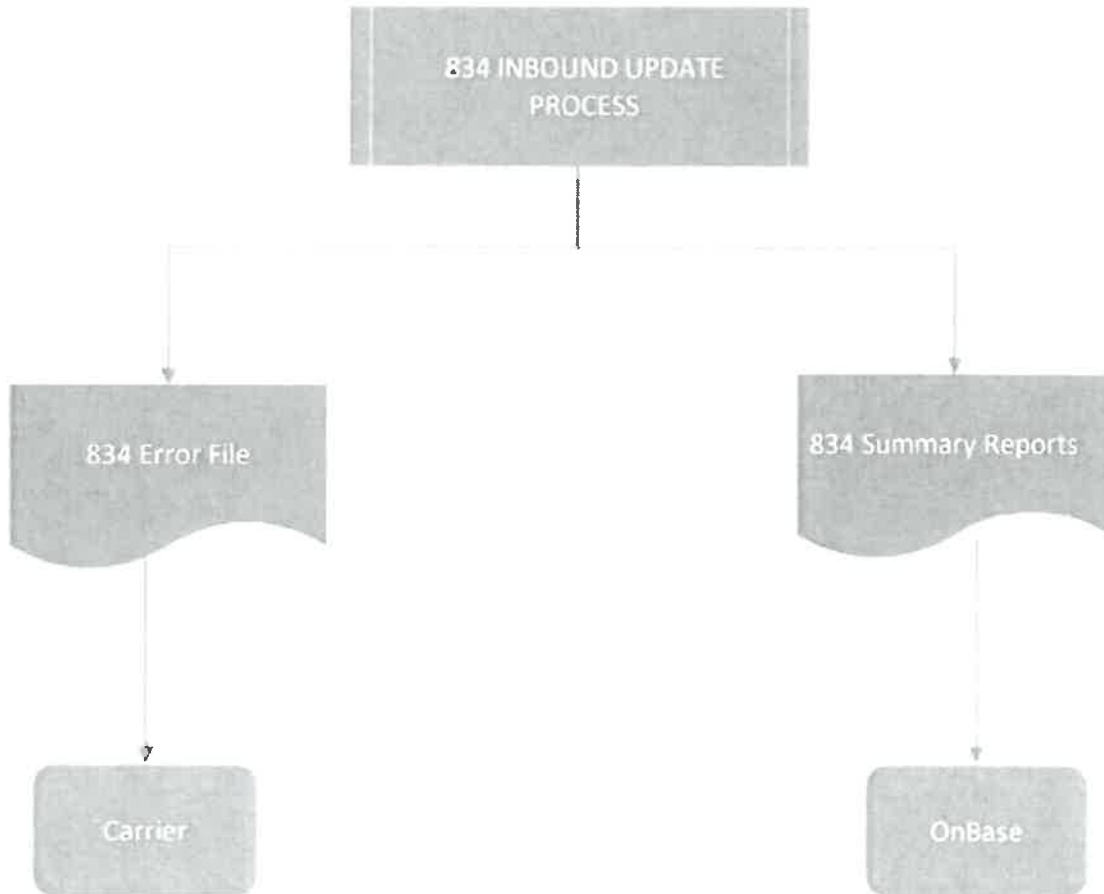 834 INBOUND UPDATE
PROCESS
834 Error File
834 Summary Reports
Carrier
OnBase